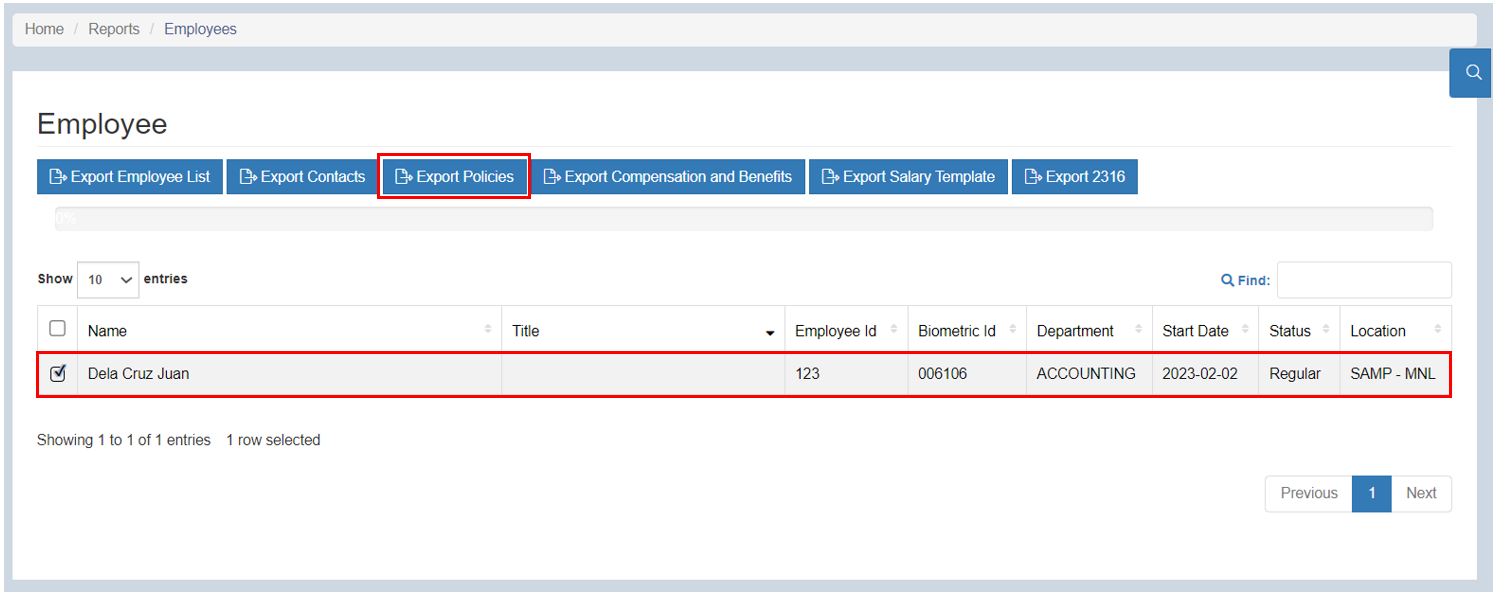 Home / Reports / Employees
Employee
Export Employee List Export Contacts Export Policies Export Compensation and Benefits Export Salary Template Export 2316
0%
Show 10 entries Find:
Name Title Employee Id Biometric Id Department Start Date Status Location
Dela Cruz Juan 123 006106 ACCOUNTING 2023-02-02 Regular SAMP - MNL
Showing 1 to 1 of 1 entries 1 row selected
Previous 1 Next